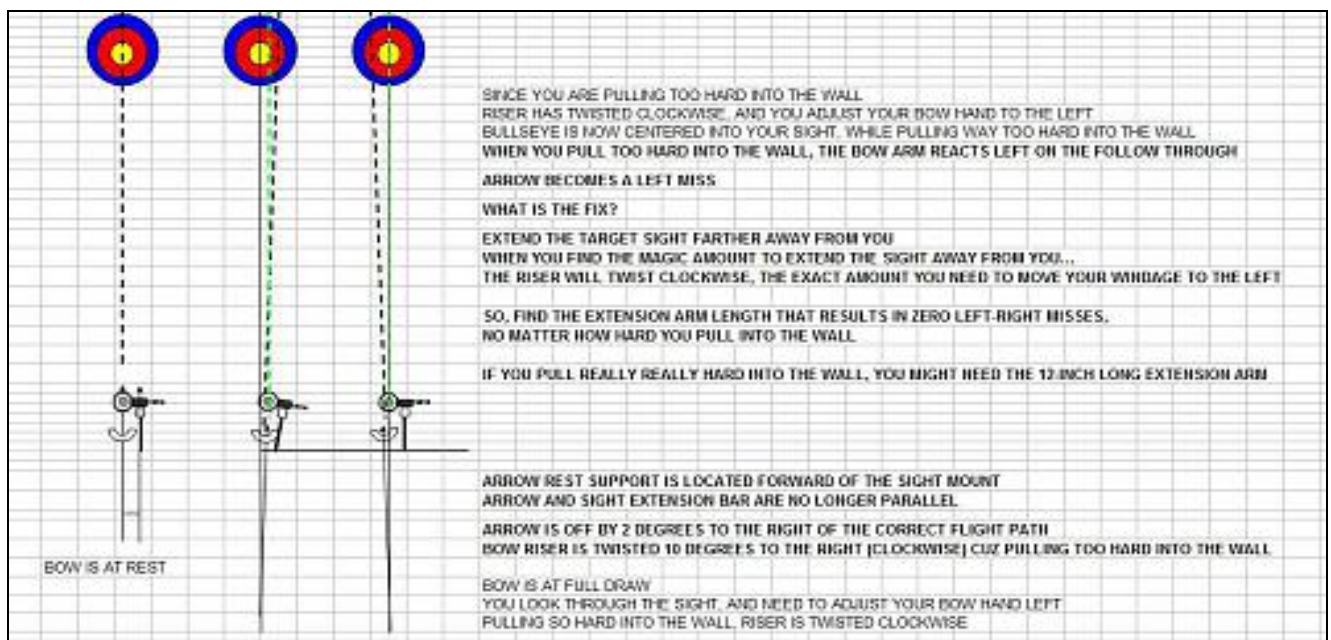 SINCE YOU ARE PULLING TOO HARD INTO THE WALL
RISER HAS TWISTED CLOCKWISE, AND YOU ADJUST YOUR BOW HAND TO THE LEFT
BULLSEYE IS NOW CENTERED INTO YOUR SIGHT, WHILE PULLING WAY TOO HARD INTO THE WALL
WHEN YOU PULL TOO HARD INTO THE WALL, THE BOW ARM REACTS LEFT ON THE FOLLOW THROUGH
ARROW BECOMES A LEFT MISS
WHAT IS THE FIX?
EXTEND THE TARGET SIGHT FARTHER AWAY FROM YOU
WHEN YOU FIND THE MAGIC AMOUNT TO EXTEND THE SIGHT AWAY FROM YOU...
THE RISER WILL TWIST CLOCKWISE, THE EXACT AMOUNT YOU NEED TO MOVE YOUR WINDAGE TO THE LEFT
SO, FIND THE EXTENSION ARM LENGTH THAT RESULTS IN ZERO LEFT-RIGHT MISSES,
NO MATTER HOW HARD YOU PULL INTO THE WALL
IF YOU PULL REALLY REALLY HARD INTO THE WALL, YOU MIGHT NEED THE 12-INCH LONG EXTENSION ARM
ARROW REST SUPPORT IS LOCATED FORWARD OF THE SIGHT MOUNT
ARROW AND SIGHT EXTENSION BAR ARE NO LONGER PARALLEL
ARROW IS OFF BY 2 DEGREES TO THE RIGHT OF THE CORRECT FLIGHT PATH
BOW RISER IS TWISTED 10 DEGREES TO THE RIGHT (CLOCKWISE) CUZ PULLING TOO HARD INTO THE WALL
BOW IS AT REST
BOW IS AT FULL DRAW
YOU LOOK THROUGH THE SIGHT, AND NEED TO ADJUST YOUR BOW HAND LEFT
PULLING SO HARD INTO THE WALL, RISER IS TWISTED CLOCKWISE